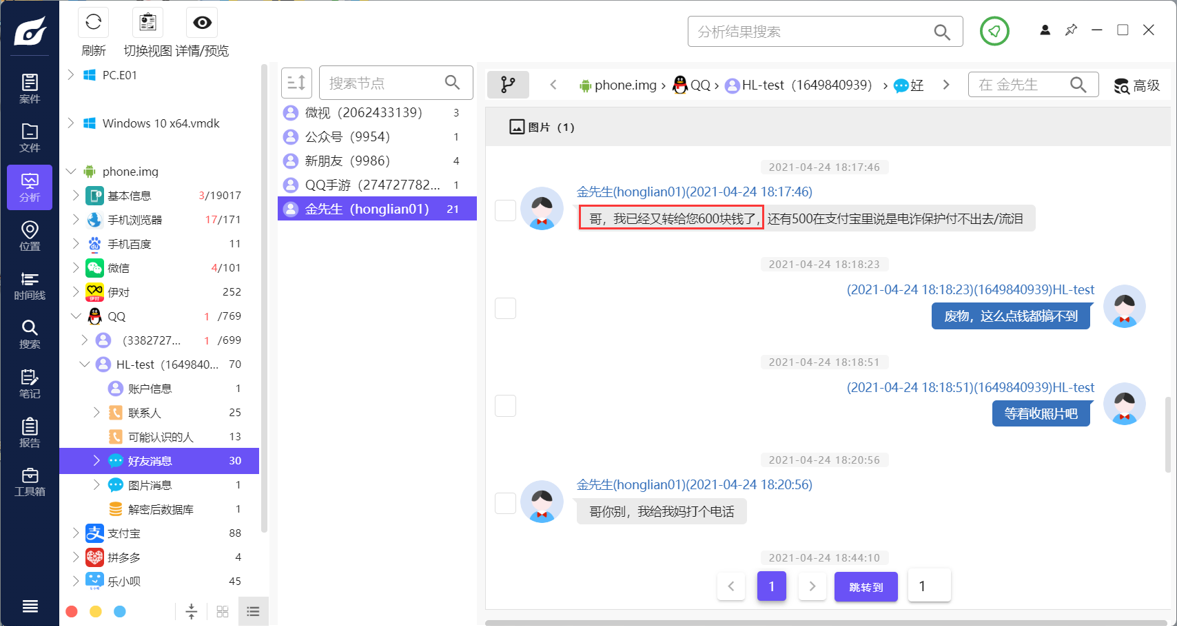 刷新
切换视图
详情/预览
分析结果搜索
案件
文件
分析
位置
时间线
搜索
笔记
报告
工具箱
PC.E01
Windows 10 x64.vmdk
phone.img
基本信息 3/19017
手机浏览器 17/171
手机百度 11
微信 4/101
伊对 252
QQ 1 /769
(3382727... 1 /699
HL-test（1649840... 70
账户信息 1
联系人 25
可能认识的人 13
好友消息 30
图片消息 1
解密后数据库 1
支付宝 88
拼多多 4
乐小呗 45
搜索节点
微视（2062433139） 3
公众号（9954） 1
新朋友（9986） 4
QQ手游（274727782... 1
金先生（honglian01） 21
phone.img › QQ › HL-test（1649840939） › 好
在 金先生
高级
图片（1）
2021-04-24 18:17:46
金先生(honglian01)(2021-04-24 18:17:46)
哥，我已经又转给您600块钱了，还有500在支付宝里说是电诈保护付不出去/流泪
2021-04-24 18:18:23
(2021-04-24 18:18:23)(1649840939)HL-test
废物，这么点钱都搞不到
2021-04-24 18:18:51
(2021-04-24 18:18:51)(1649840939)HL-test
等着收照片吧
2021-04-24 18:20:56
金先生(honglian01)(2021-04-24 18:20:56)
哥你别，我给我妈打个电话
2021-04-24 18:44:10
1
跳转到
1